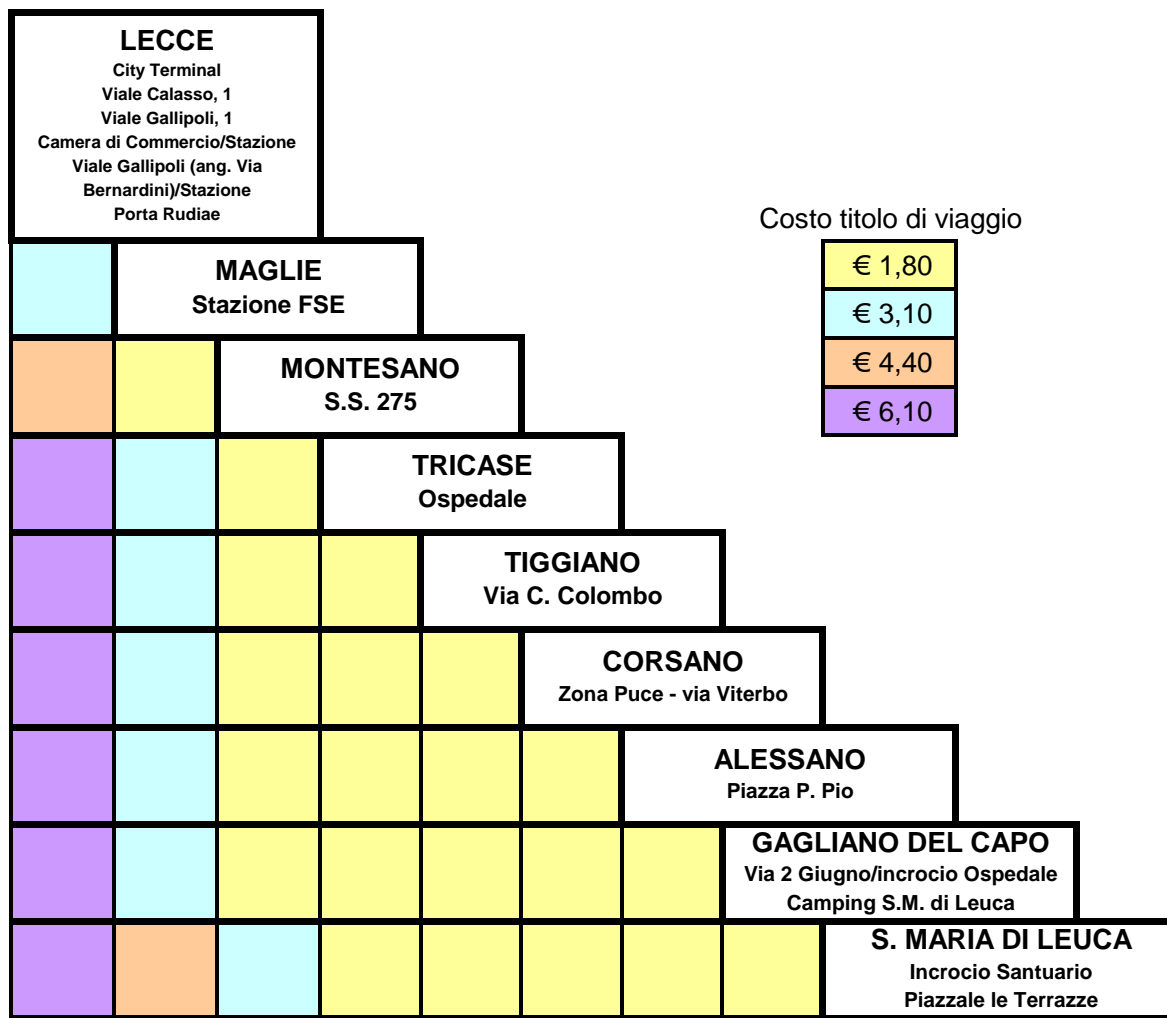 LECCE
City Terminal
Viale Calasso, 1
Viale Gallipoli, 1
Camera di Commercio/Stazione
Viale Gallipoli (ang. Via
Bernardini)/Stazione
Porta Rudiae
Costo titolo di viaggio
€ 1,80
€ 3,10
€ 4,40
€ 6,10
MAGLIE
Stazione FSE
MONTESANO
S.S. 275
TRICASE
Ospedale
TIGGIANO
Via C. Colombo
CORSANO
Zona Puce - via Viterbo
ALESSANO
Piazza P. Pio
GAGLIANO DEL CAPO
Via 2 Giugno/incrocio Ospedale
Camping S.M. di Leuca
S. MARIA DI LEUCA
Incrocio Santuario
Piazzale le Terrazze